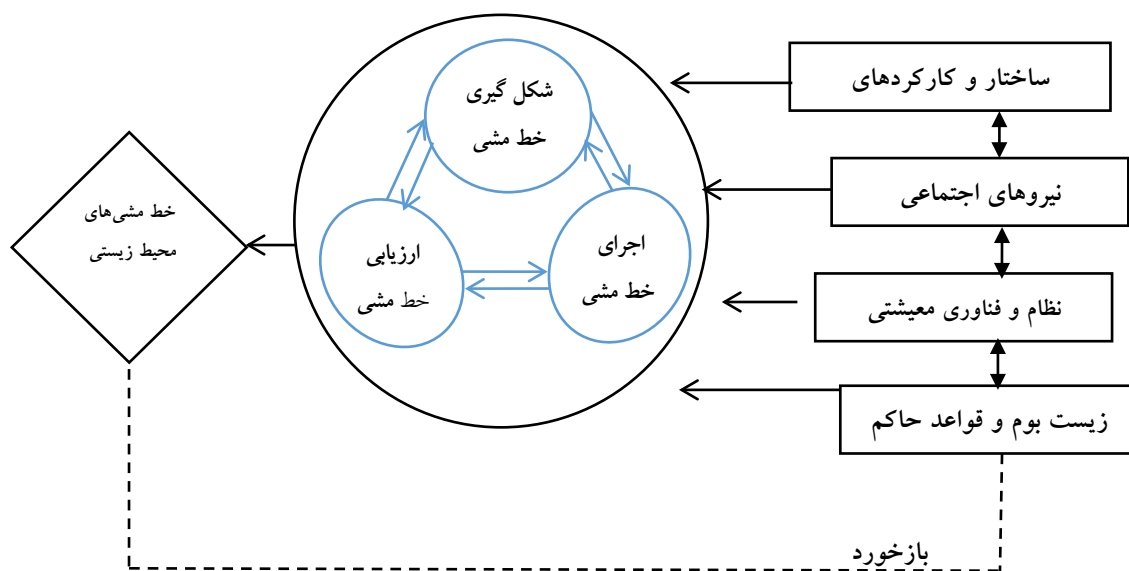 ساختار و کارکردهای
نیروهای اجتماعی
نظام و فناوری معیشتی
زیست بوم و قواعد حاکم
شکل گیری
خط مشی
اجرای
خط مشی
ارزیابی
خط مشی
خط مشی‌های
محیط زیستی
بازخورد